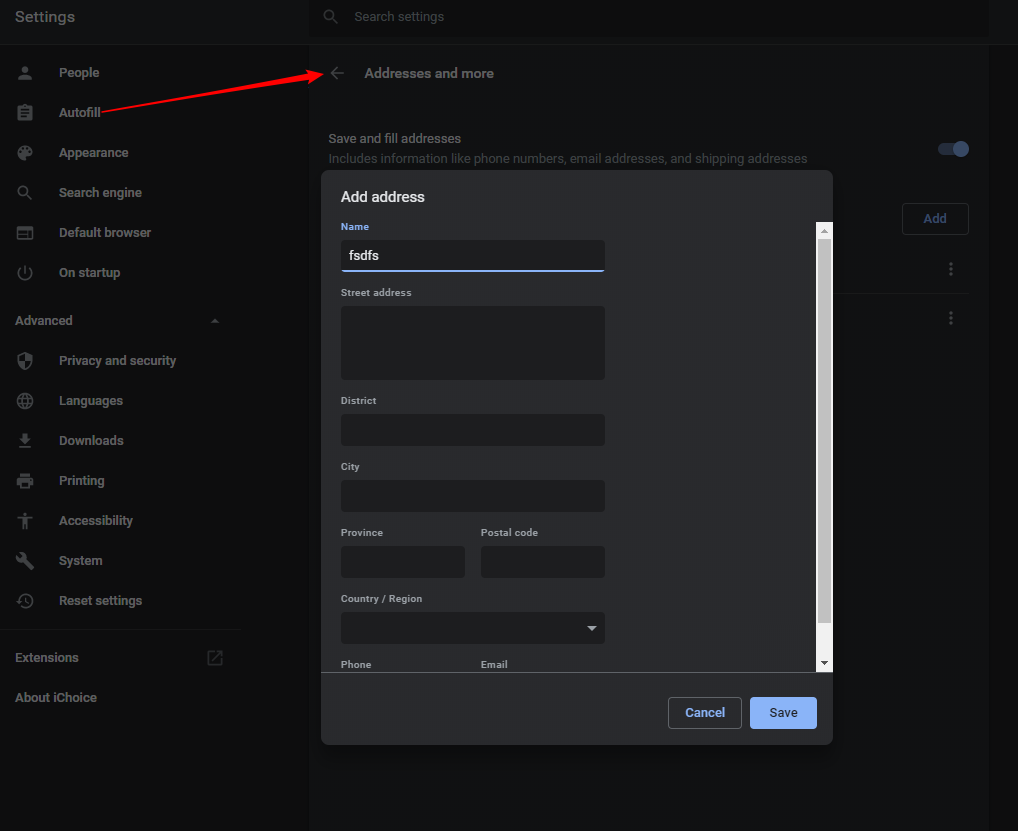 Settings
Search settings
People
Autofill
Appearance
Search engine
Default browser
On startup
Advanced
Privacy and security
Languages
Downloads
Printing
Accessibility
System
Reset settings
Extensions
About iChoice
Addresses and more
Save and fill addresses
Includes information like phone numbers, email addresses, and shipping addresses
Add
Add address
Name
fsdfs
Street address
District
City
Province Postal code
Country / Region
Phone Email
Cancel Save